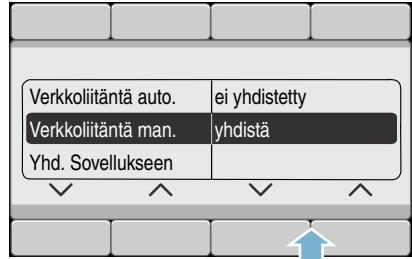 Verkkoliitäntä auto. ei yhdistetty
Verkkoliitäntä man. yhdistä
Yhd. Sovellukseen